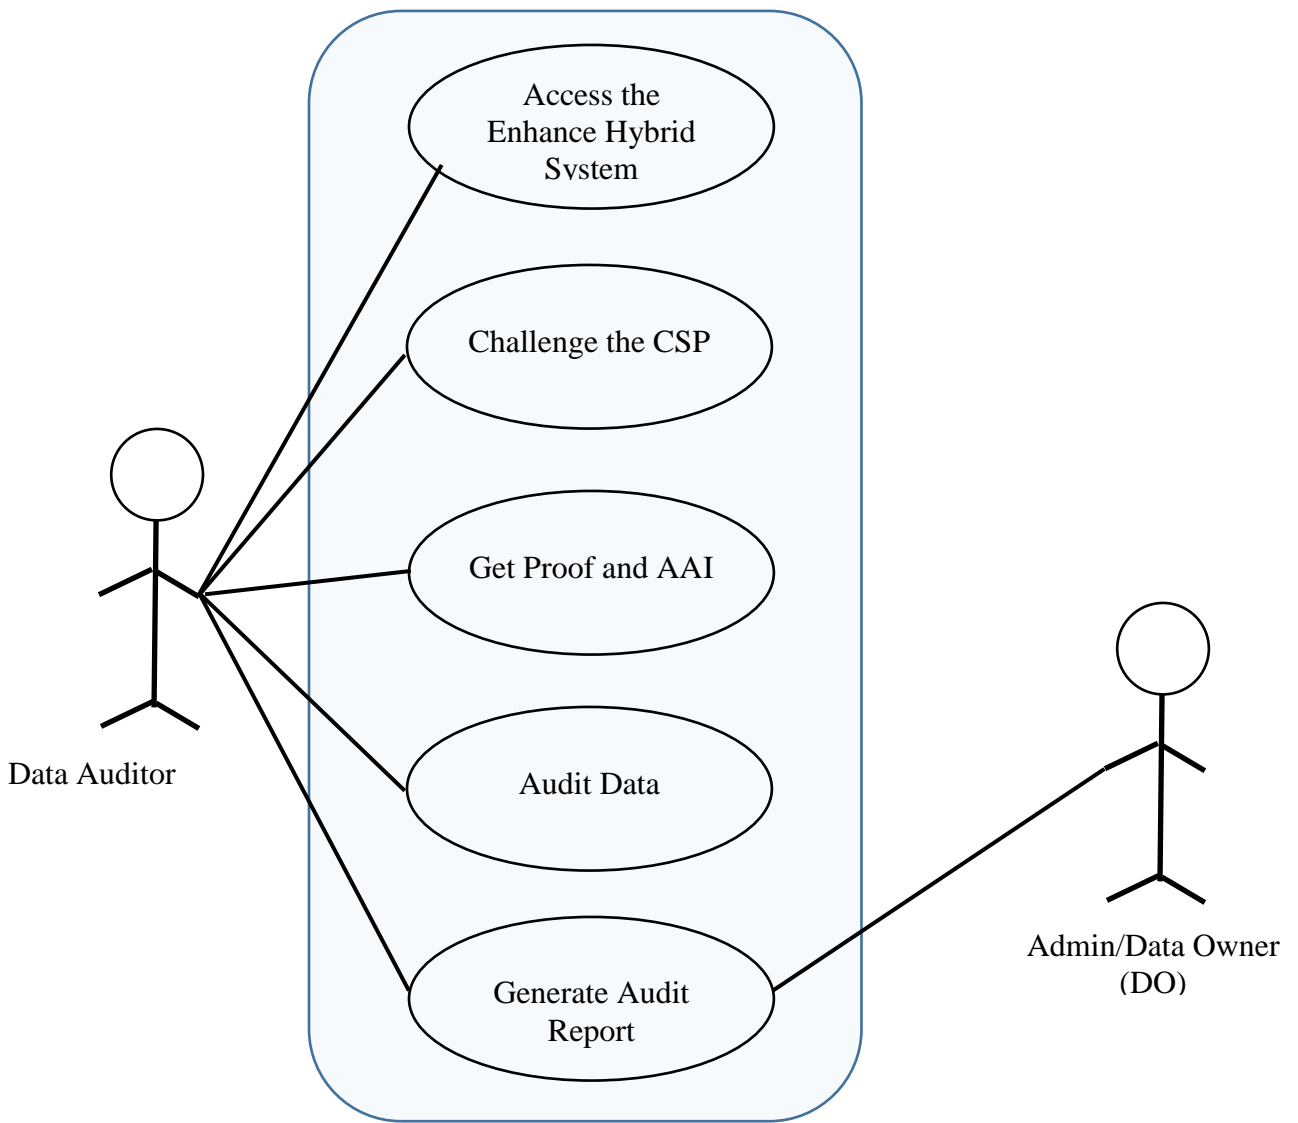 Access the
Enhance Hybrid
System
Challenge the CSP
Get Proof and AAI
Data Auditor
Audit Data
Admin/Data Owner
(DO)
Generate Audit
Report